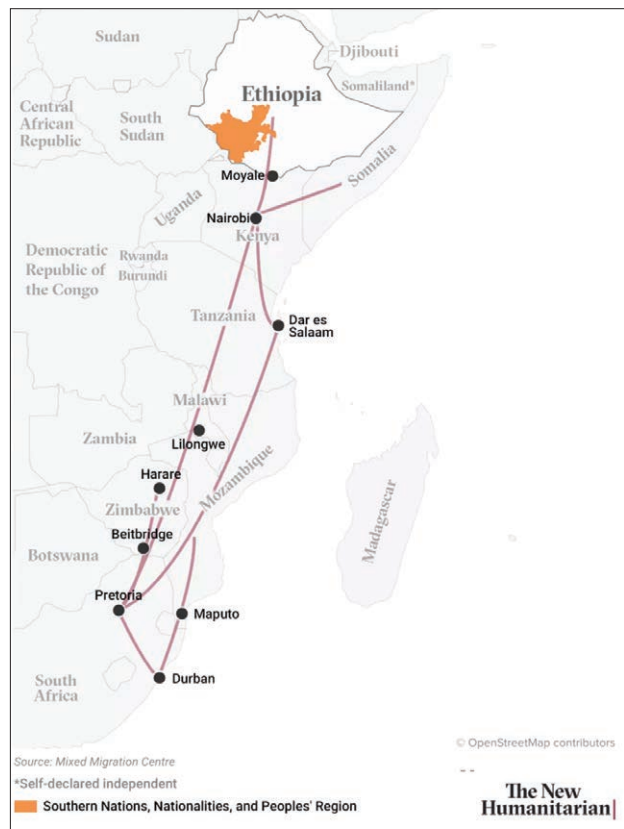 Sudan
Djibouti
Somaliland*
Ethiopia
Central
African
Republic
South
Sudan
Moyale
Somalia
Uganda
Nairobi
Kenya
Democratic
Republic of
the Congo
Rwanda
Burundi
Tanzania
Dar es
Salaam
Malawi
Zambia
Lilongwe
Mozambique
Harare
Zimbabwe
Madagascar
Beitbridge
Botswana
Pretoria
Maputo
South
Africa
Durban
© OpenStreetMap contributors
Source: Mixed Migration Centre
*Self-declared independent
Southern Nations, Nationalities, and Peoples' Region
The New
Humanitarian